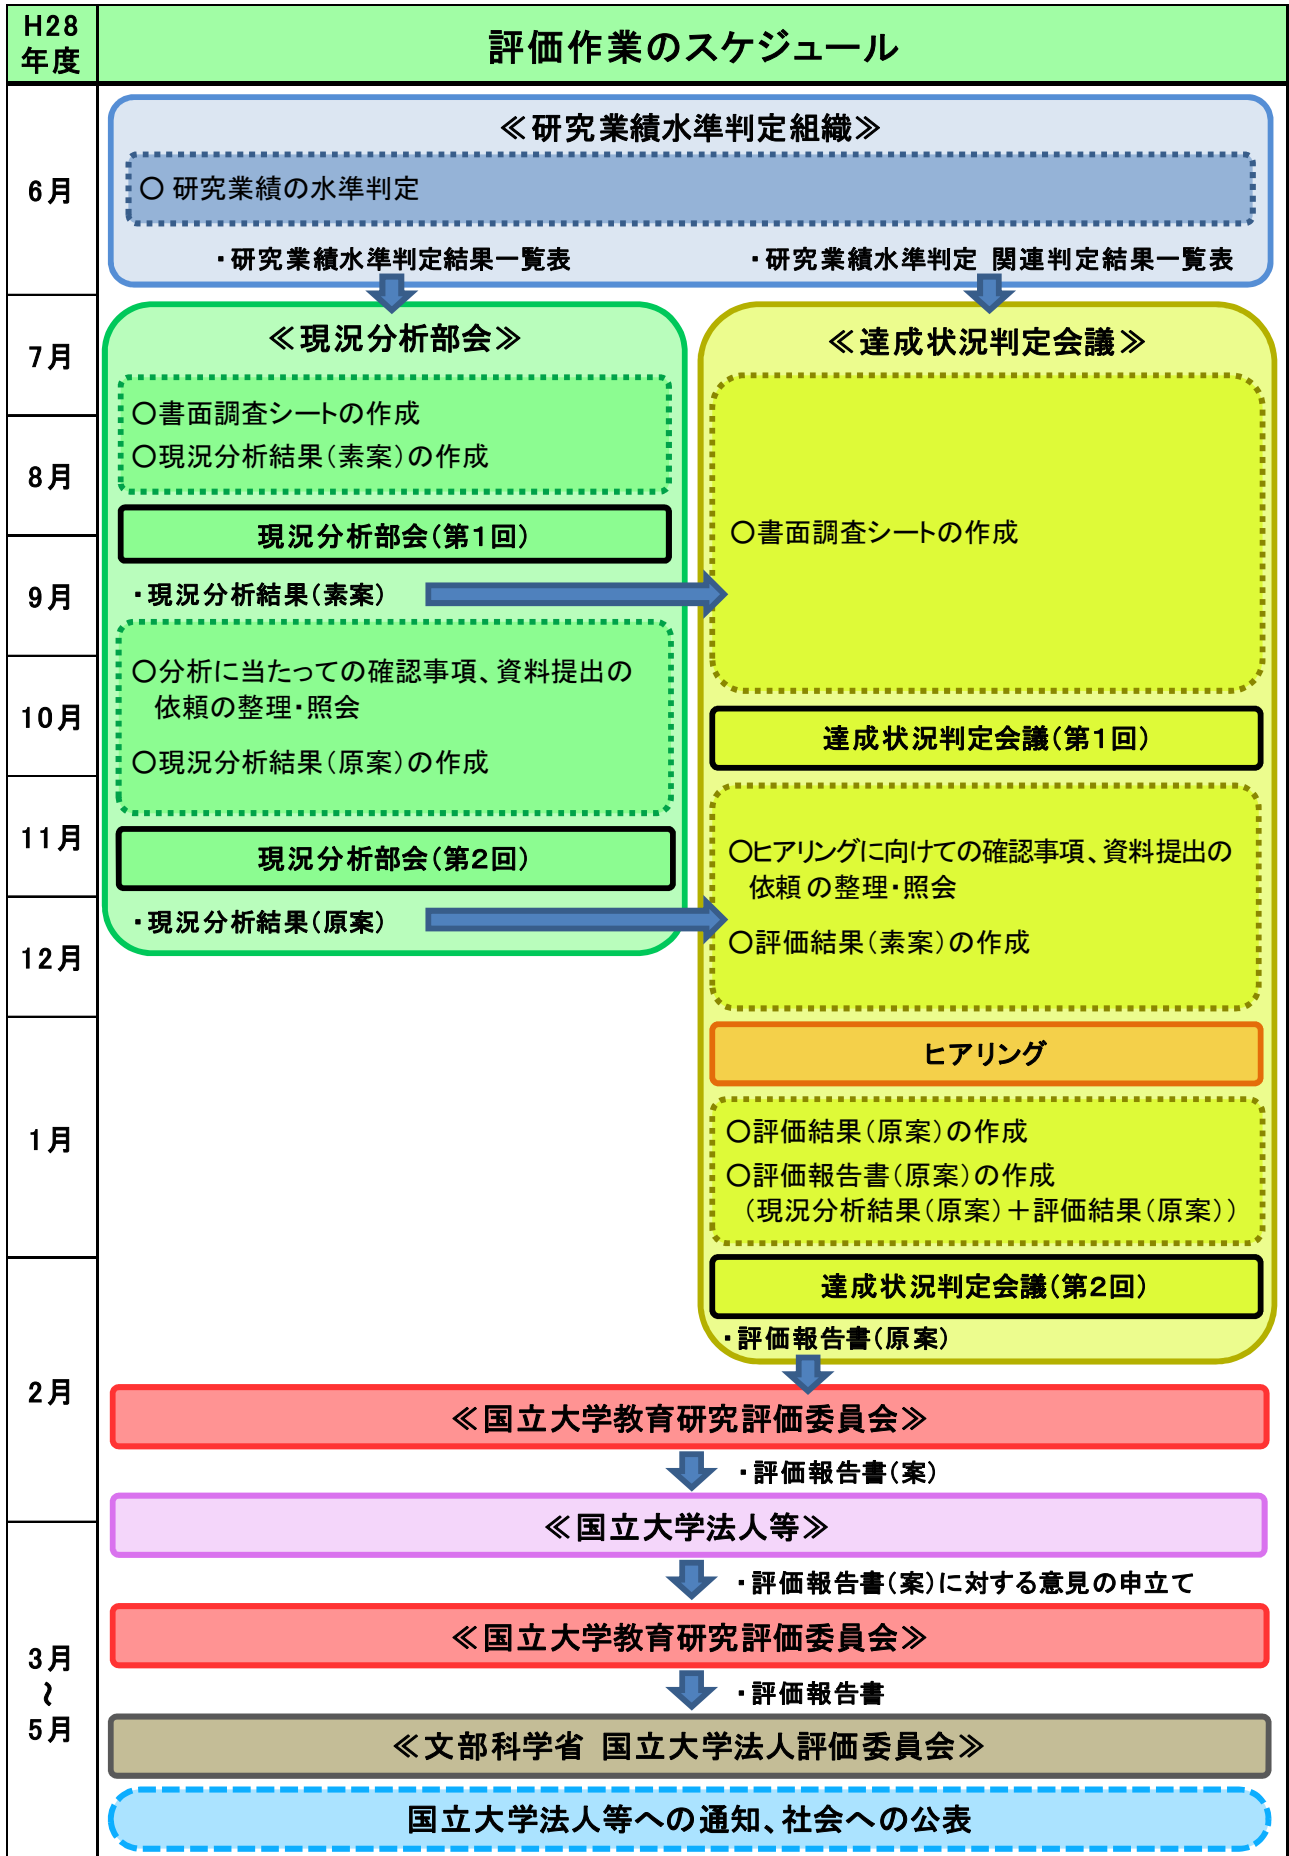 H28
年度
評価作業のスケジュール
6月
≪研究業績水準判定組織≫
○ 研究業績の水準判定
・研究業績水準判定結果一覧表
・研究業績水準判定 関連判定結果一覧表
7月
≪現況分析部会≫
≪達成状況判定会議≫
○書面調査シートの作成
○現況分析結果(素案)の作成
8月
現況分析部会(第1回)
○書面調査シートの作成
9月
・現況分析結果(素案)
○分析に当たっての確認事項、資料提出の
依頼の整理・照会
10月
○現況分析結果(原案)の作成
達成状況判定会議(第1回)
11月
現況分析部会(第2回)
○ヒアリングに向けての確認事項、資料提出の
依頼の整理・照会
・現況分析結果(原案)
○評価結果(素案)の作成
12月
ヒアリング
1月
○評価結果(原案)の作成
○評価報告書(原案)の作成
(現況分析結果(原案)+評価結果(原案))
達成状況判定会議(第2回)
・評価報告書(原案)
2月
≪国立大学教育研究評価委員会≫
・評価報告書(案)
≪国立大学法人等≫
・評価報告書(案)に対する意見の申立て
≪国立大学教育研究評価委員会≫
3月
~
5月
・評価報告書
≪文部科学省 国立大学法人評価委員会≫
国立大学法人等への通知、社会への公表